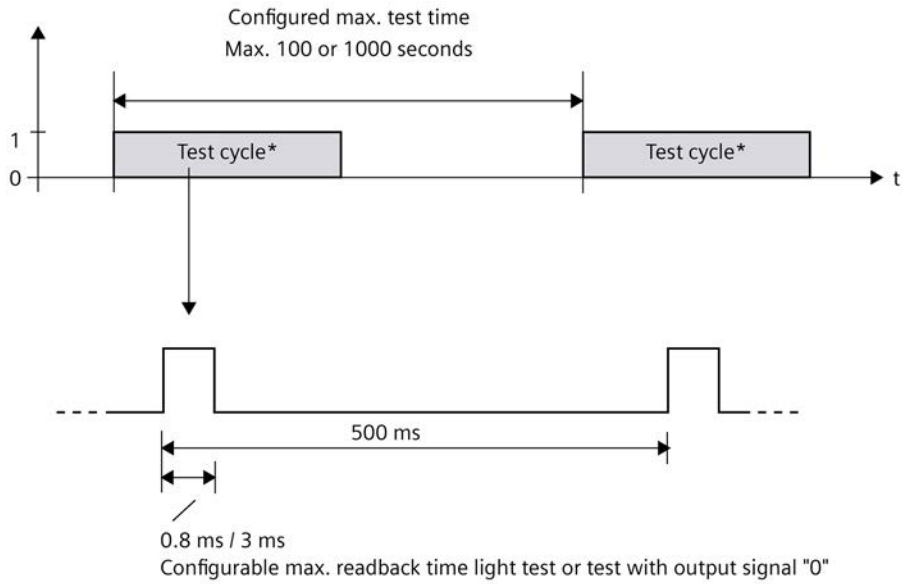 Configured max. test time
Max. 100 or 1000 seconds
1
Test cycle*
Test cycle*
0
t
500 ms
0.8 ms / 3 ms
Configurable max. readback time light test or test with output signal "0"